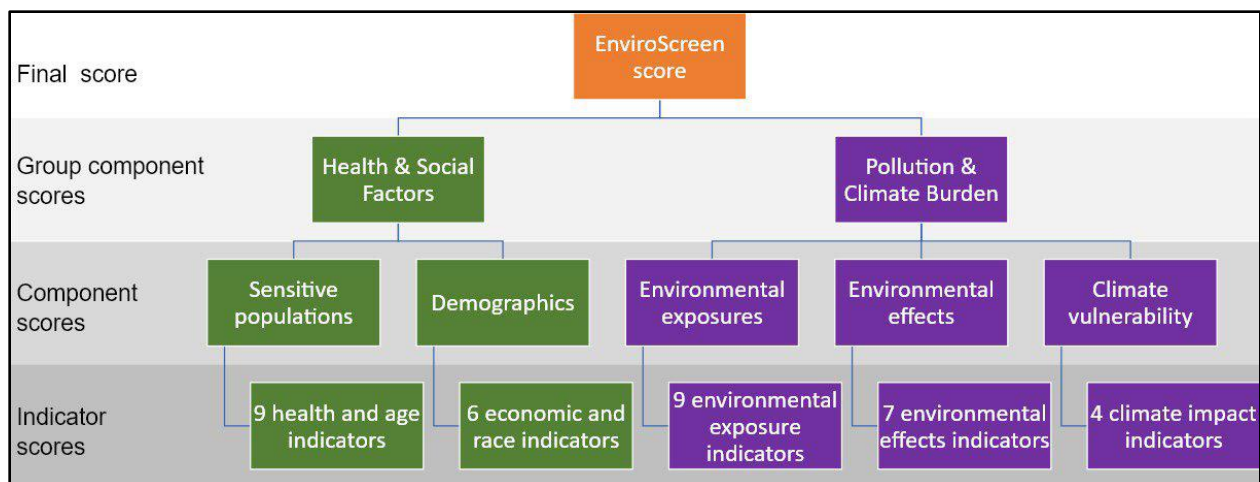 Final score
EnviroScreen
score
Group component
scores
Health & Social
Factors
Pollution &
Climate Burden
Component
scores
Sensitive
populations
Demographics
Environmental
exposures
Environmental
effects
Climate
vulnerability
Indicator
scores
9 health and age
indicators
6 economic and
race indicators
9 environmental
exposure
indicators
7 environmental
effects indicators
4 climate impact
indicators